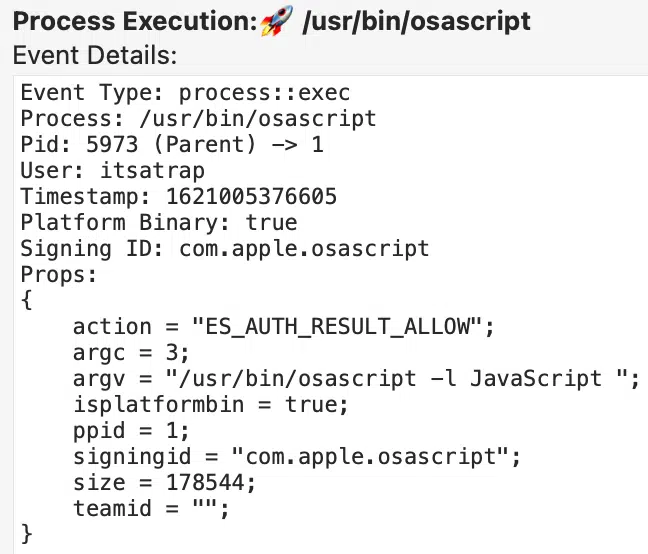 Process Execution:🚀 /usr/bin/osascript
Event Details:
Event Type: process::exec
Process: /usr/bin/osascript
Pid: 5973 (Parent) -> 1
User: itsatrap
Timestamp: 1621005376605
Platform Binary: true
Signing ID: com.apple.osascript
Props:
{
    action = "ES_AUTH_RESULT_ALLOW";
    argc = 3;
    argv = "/usr/bin/osascript -l JavaScript ";
    isplatformbin = true;
    ppid = 1;
    signingid = "com.apple.osascript";
    size = 178544;
    teamid = "";
}